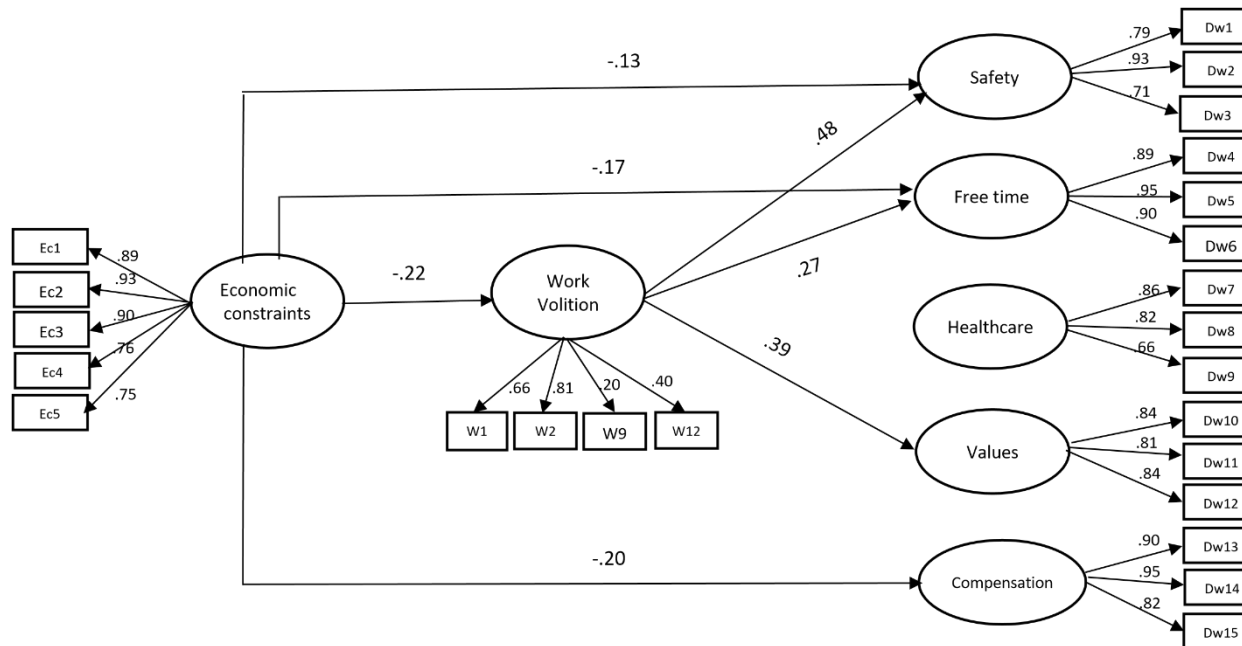 -.13
Safety
.79
.93
.71
Dw1
Dw2
Dw3
.48
-.17
Free time
.89
.95
.90
Dw4
Dw5
Dw6
.27
Ec1
Ec2
Ec3
Ec4
Ec5
.89
.93
.90
.76
.75
Economic
constraints
-.22
Work
Volition
.66
.81
.20
.40
W1
W2
W9
W12
.39
Healthcare
.86
.82
.66
Dw7
Dw8
Dw9
Values
.84
.81
.84
Dw10
Dw11
Dw12
-.20
Compensation
.90
.95
.82
Dw13
Dw14
Dw15